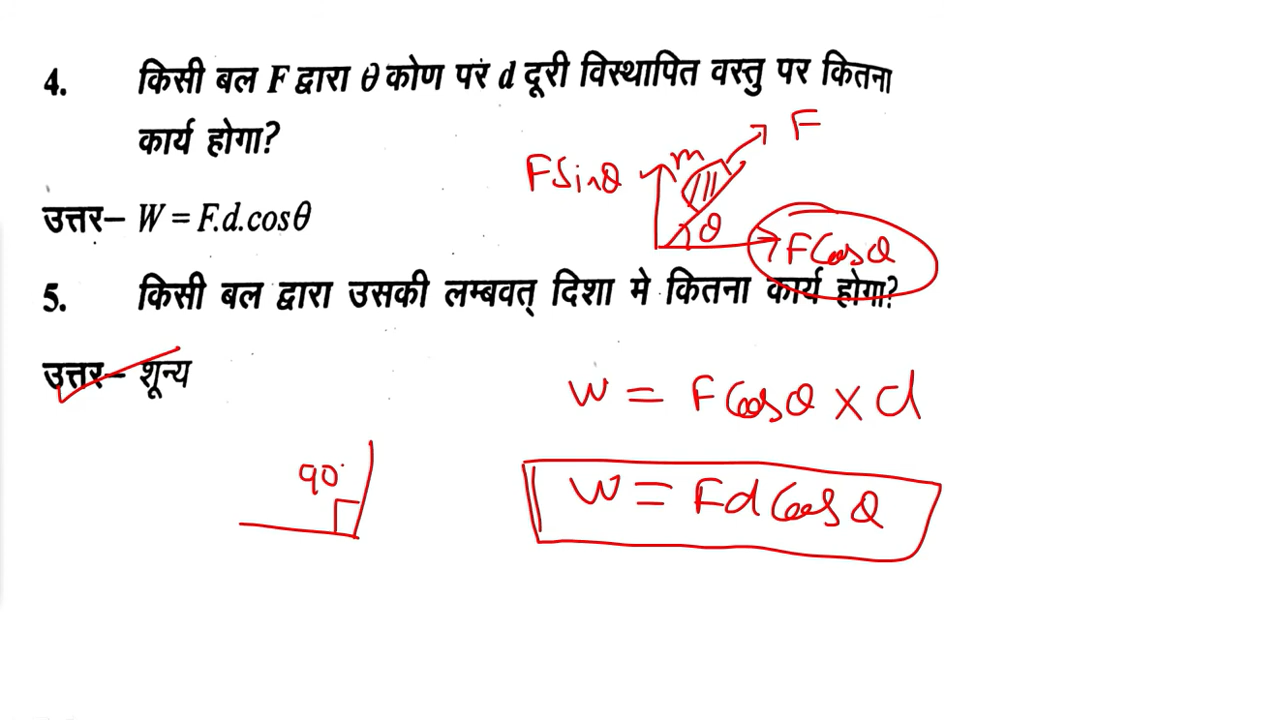 4. किसी बल F द्वारा θ कोण पर d दूरी विस्थापित वस्तु पर कितना
कार्य होगा?
F
m
Fsinθ
θ
FCosθ
उत्तर– W = F.d.cosθ
5. किसी बल द्वारा उसकी लम्बवत् दिशा मे कितना कार्य होगा?
उत्तर– शून्य
W = FCosθ × d
90°
W = FdCosθ